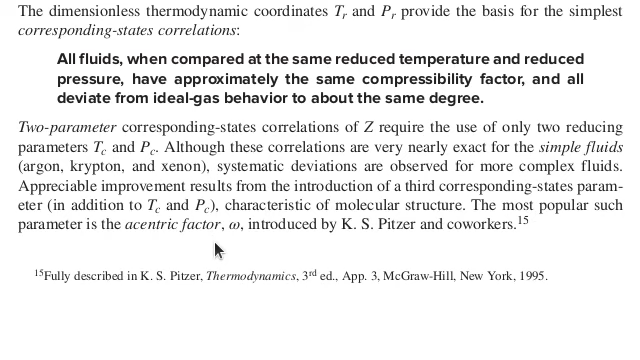 The dimensionless thermodynamic coordinates Tr and Pr provide the basis for the simplest
corresponding-states correlations:
All fluids, when compared at the same reduced temperature and reduced
pressure, have approximately the same compressibility factor, and all
deviate from ideal-gas behavior to about the same degree.
Two-parameter corresponding-states correlations of Z require the use of only two reducing
parameters Tc and Pc. Although these correlations are very nearly exact for the simple fluids
(argon, krypton, and xenon), systematic deviations are observed for more complex fluids.
Appreciable improvement results from the introduction of a third corresponding-states param-
eter (in addition to Tc and Pc), characteristic of molecular structure. The most popular such
parameter is the acentric factor, ω, introduced by K. S. Pitzer and coworkers.15
15Fully described in K. S. Pitzer, Thermodynamics, 3rd ed., App. 3, McGraw-Hill, New York, 1995.